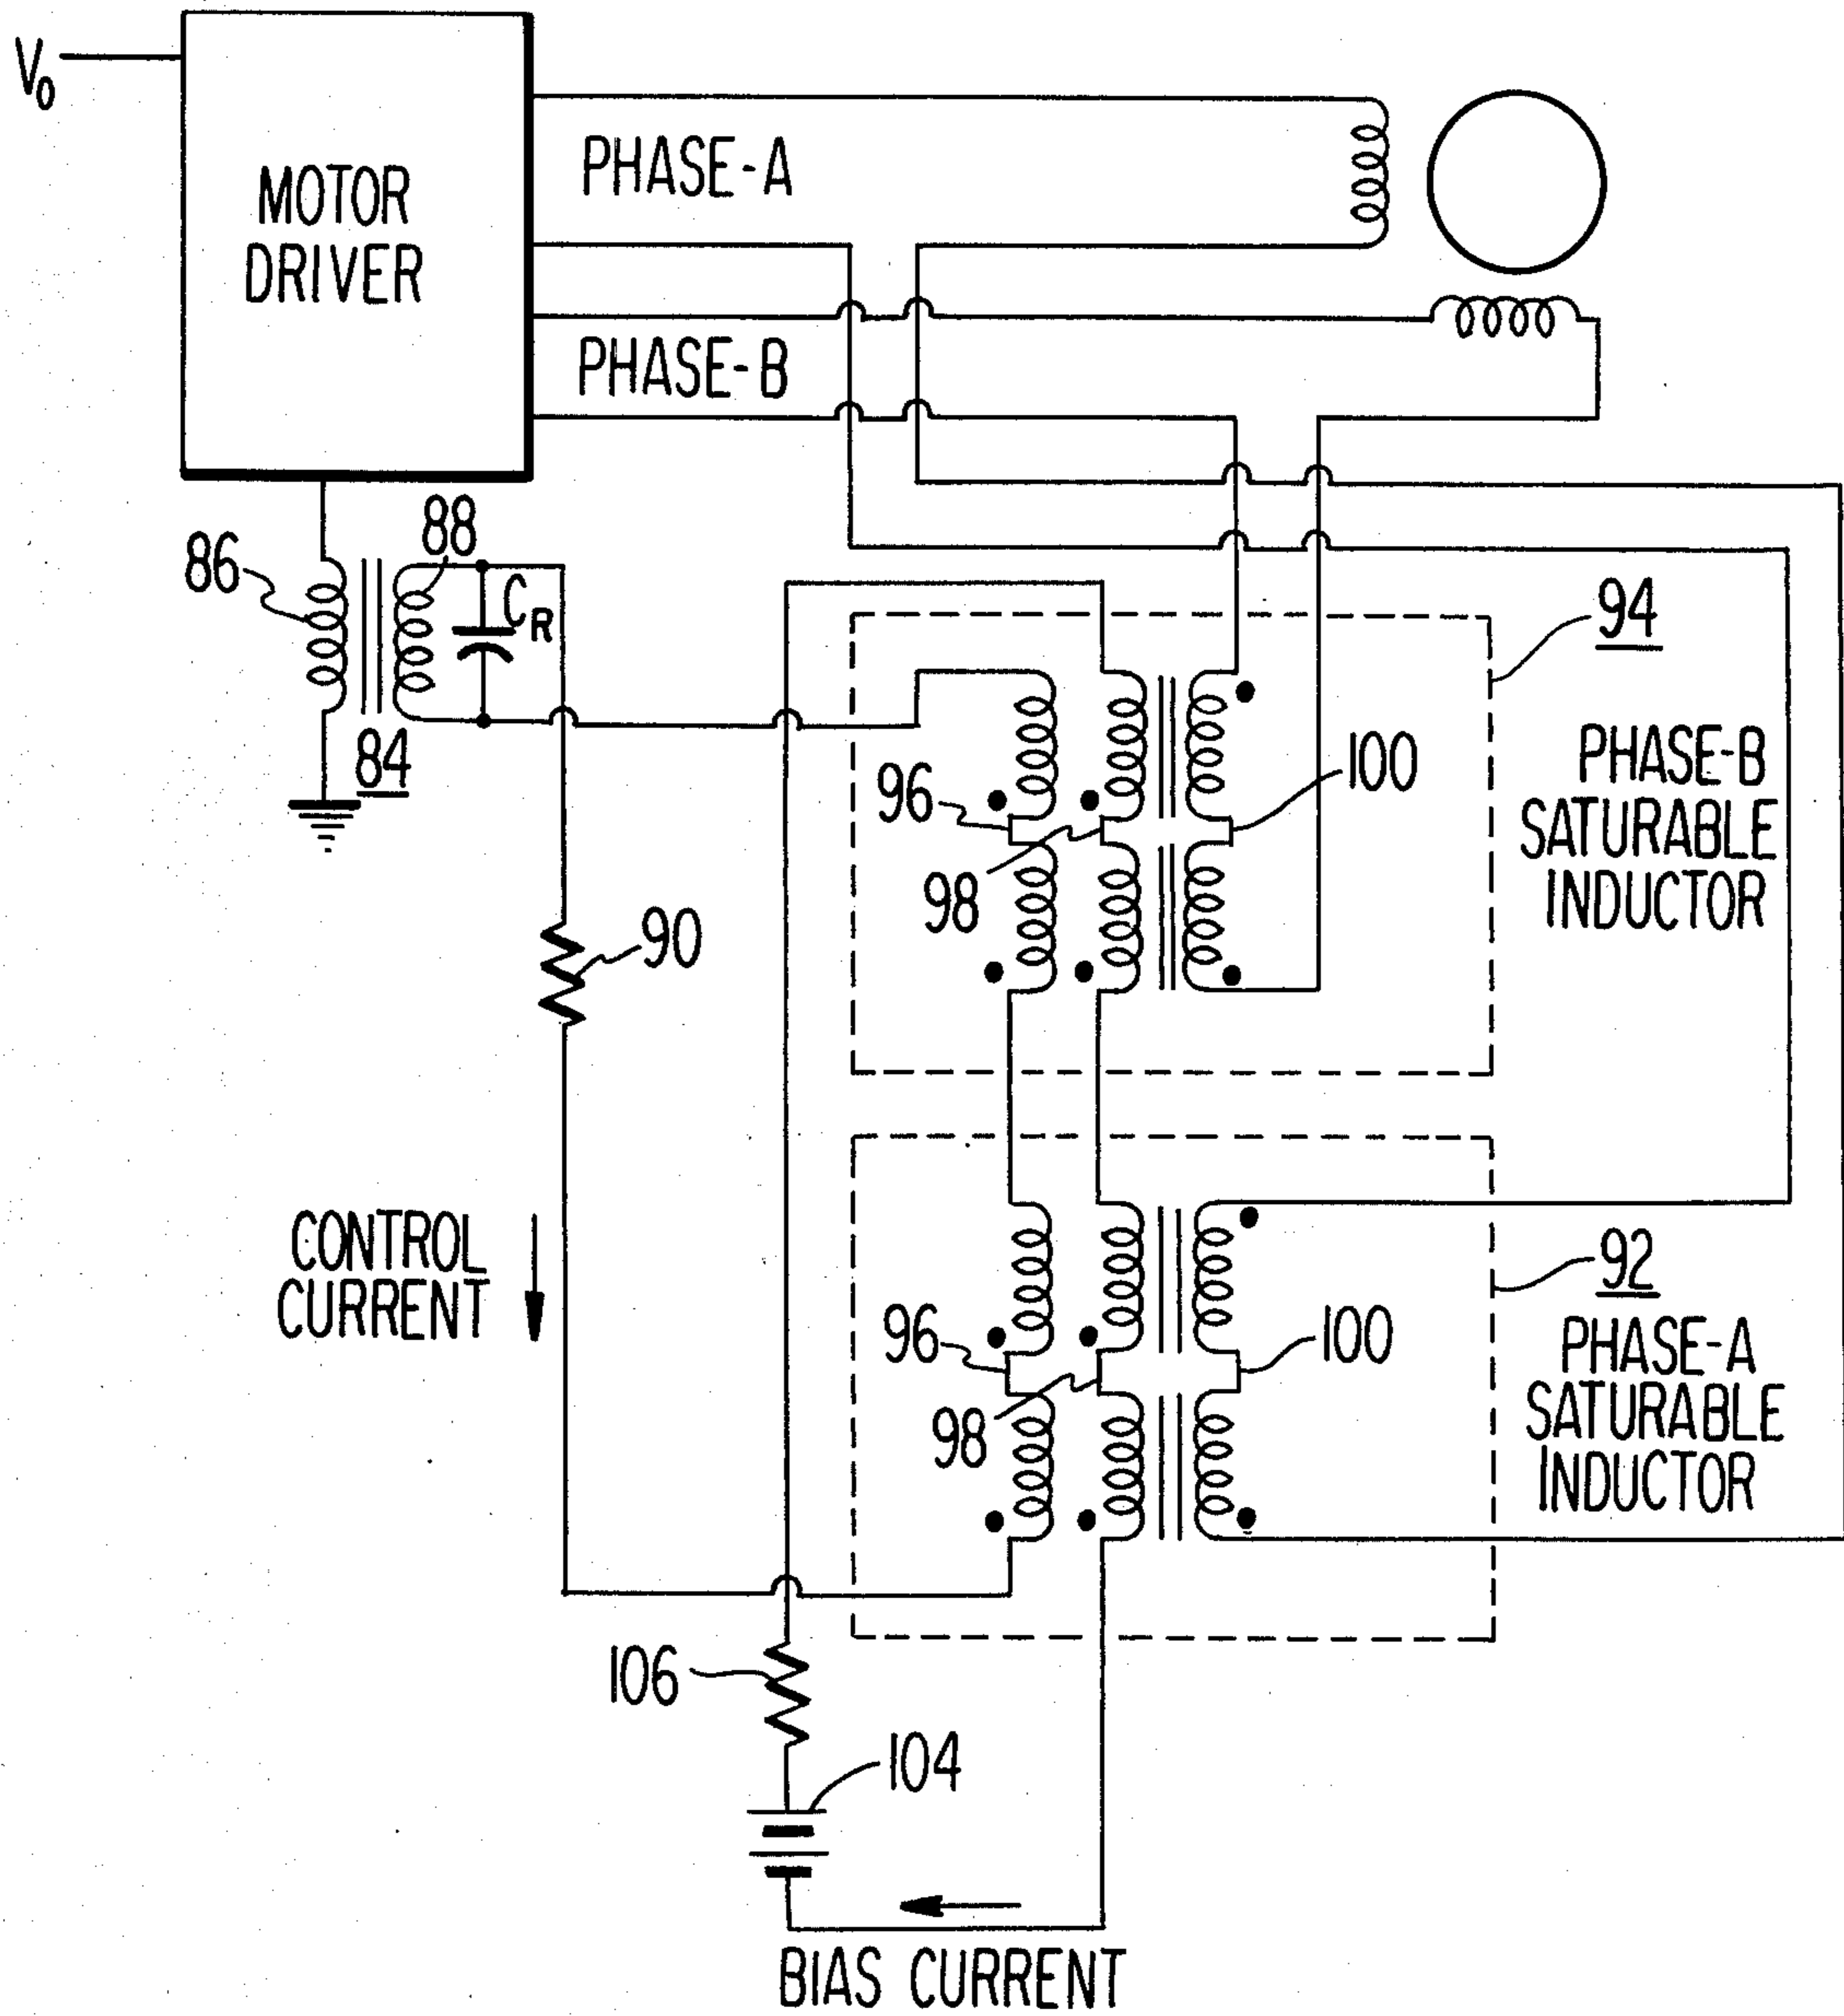 V0
MOTOR
DRIVER
PHASE-A
PHASE-B
86
88
CR
84
94
96
98
100
PHASE-B
SATURABLE
INDUCTOR
90
CONTROL
CURRENT
96
98
100
92
PHASE-A
SATURABLE
INDUCTOR
106
104
BIAS CURRENT